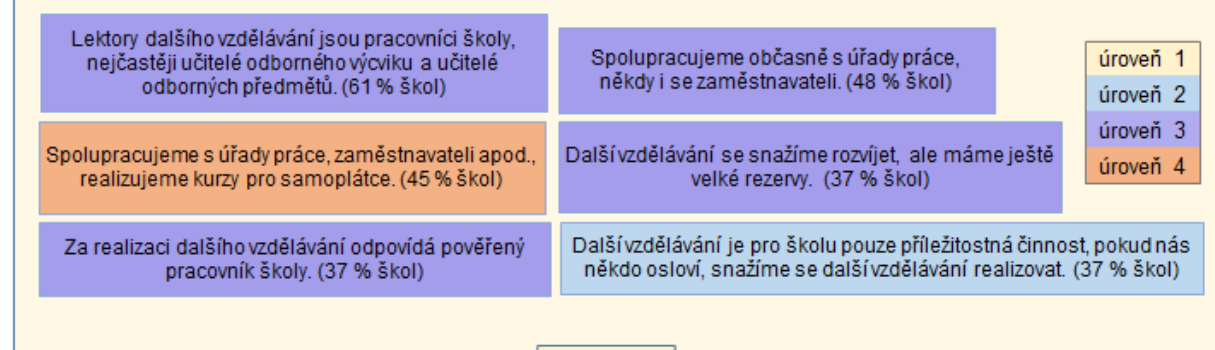 Lektory dalšího vzdělávání jsou pracovníci školy,
nejčastěji učitelé odborného výcviku a učitelé
odborných předmětů. (61 % škol)
Spolupracujeme občasně s úřady práce,
někdy i se zaměstnavateli. (48 % škol)
Spolupracujeme s úřady práce, zaměstnavateli apod.,
realizujeme kurzy pro samoplátce. (45 % škol)
Další vzdělávání se snažíme rozvíjet, ale máme ještě
velké rezervy. (37 % škol)
Za realizaci dalšího vzdělávání odpovídá pověřený
pracovník školy. (37 % škol)
Další vzdělávání je pro školu pouze příležitostná činnost, pokud nás
někdo osloví, snažíme se další vzdělávání realizovat. (37 % škol)
úroveň 1
úroveň 2
úroveň 3
úroveň 4